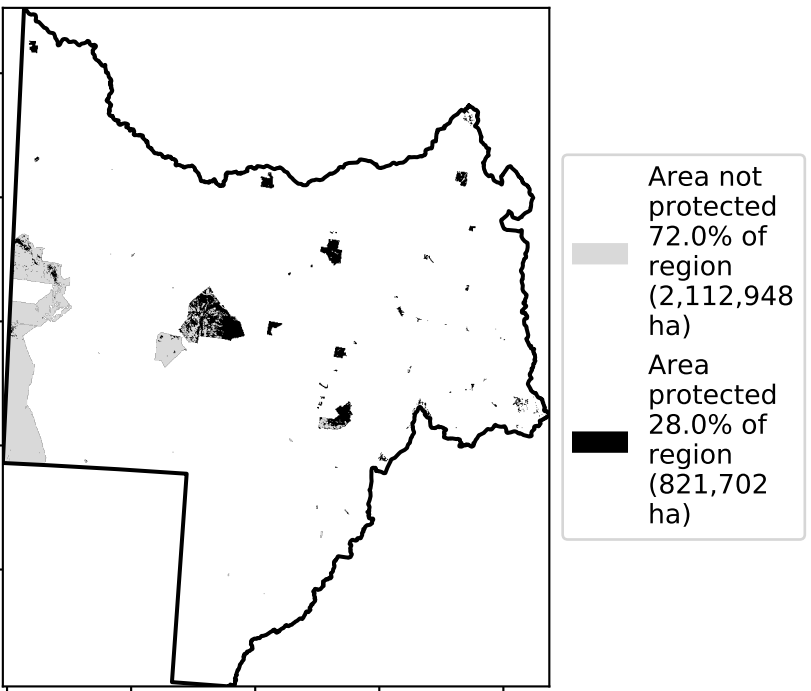 Area not
protected
72.0% of
region
(2,112,948
ha)
Area
protected
28.0% of
region
(821,702
ha)